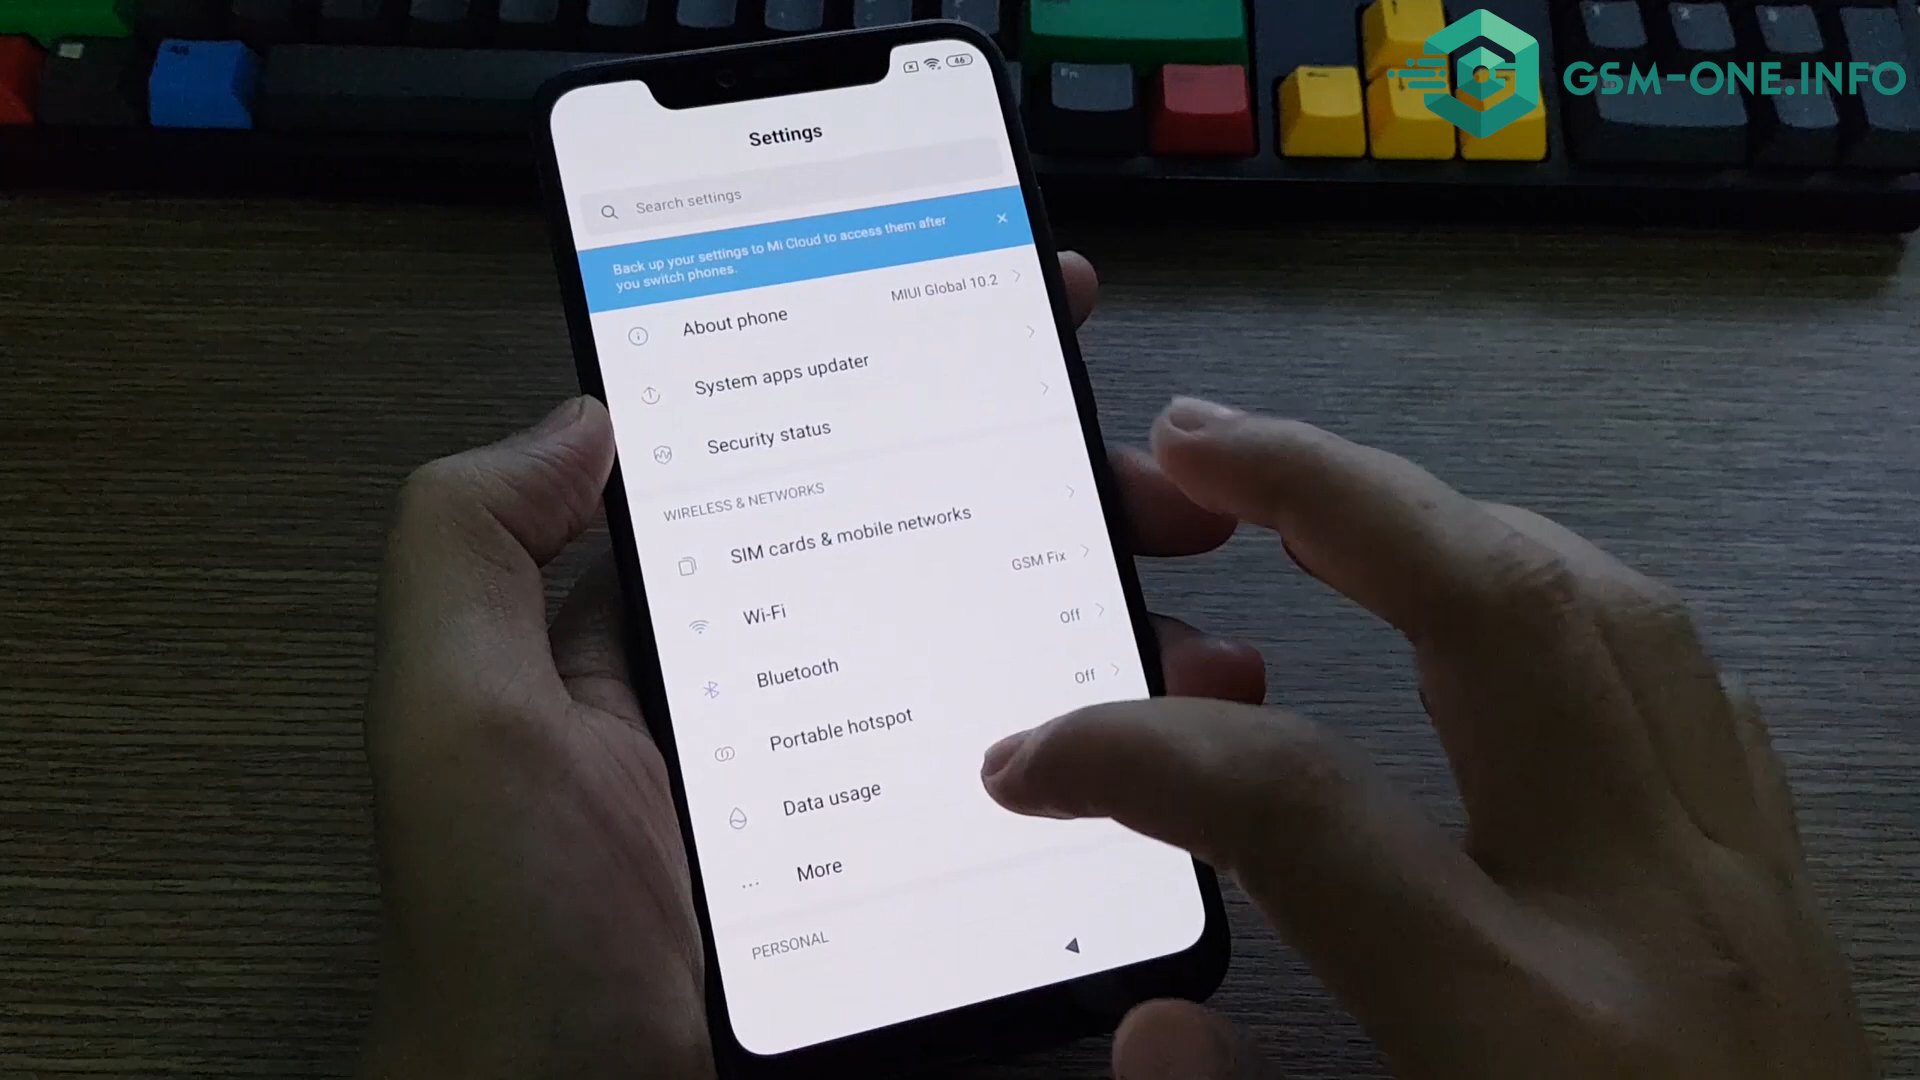 GSM-ONE.INFO
46
Settings
Search settings
Back up your settings to Mi Cloud to access them after
you switch phones.
About phone
MIUI Global 10.2
System apps updater
Security status
WIRELESS & NETWORKS
SIM cards & mobile networks
Wi-Fi
GSM Fix
Bluetooth
Off
Portable hotspot
Off
Data usage
More
PERSONAL
Fn